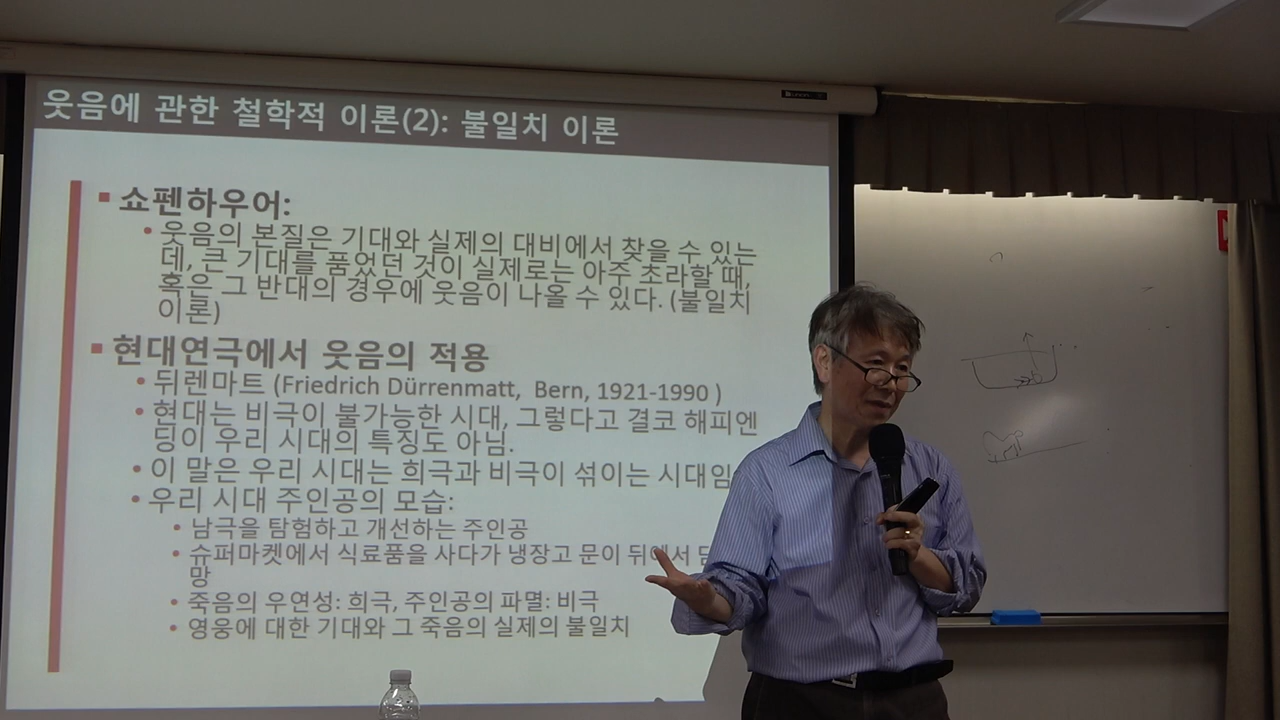 웃음에 관한 철학적 이론(2): 불일치 이론
▪ 쇼펜하우어:
• 웃음의 본질은 기대와 실제의 대비에서 찾을 수 있는
데, 큰 기대를 품었던 것이 실제로는 아주 초라할 때,
혹은 그 반대의 경우에 웃음이 나올 수 있다. (불일치
이론)
▪ 현대연극에서 웃음의 적용
• 뒤렌마트 (Friedrich Dürrenmatt, Bern, 1921-1990 )
• 현대는 비극이 불가능한 시대, 그렇다고 결코 해피엔
딩이 우리 시대의 특징도 아님.
• 이 말은 우리 시대는 희극과 비극이 섞이는 시대임
• 우리 시대 주인공의 모습:
• 남극을 탐험하고 개선하는 주인공
• 슈퍼마켓에서 식료품을 사다가 냉장고 문이 뒤에서
망
• 죽음의 우연성: 희극, 주인공의 파멸: 비극
• 영웅에 대한 기대와 그 죽음의 실제의 불일치